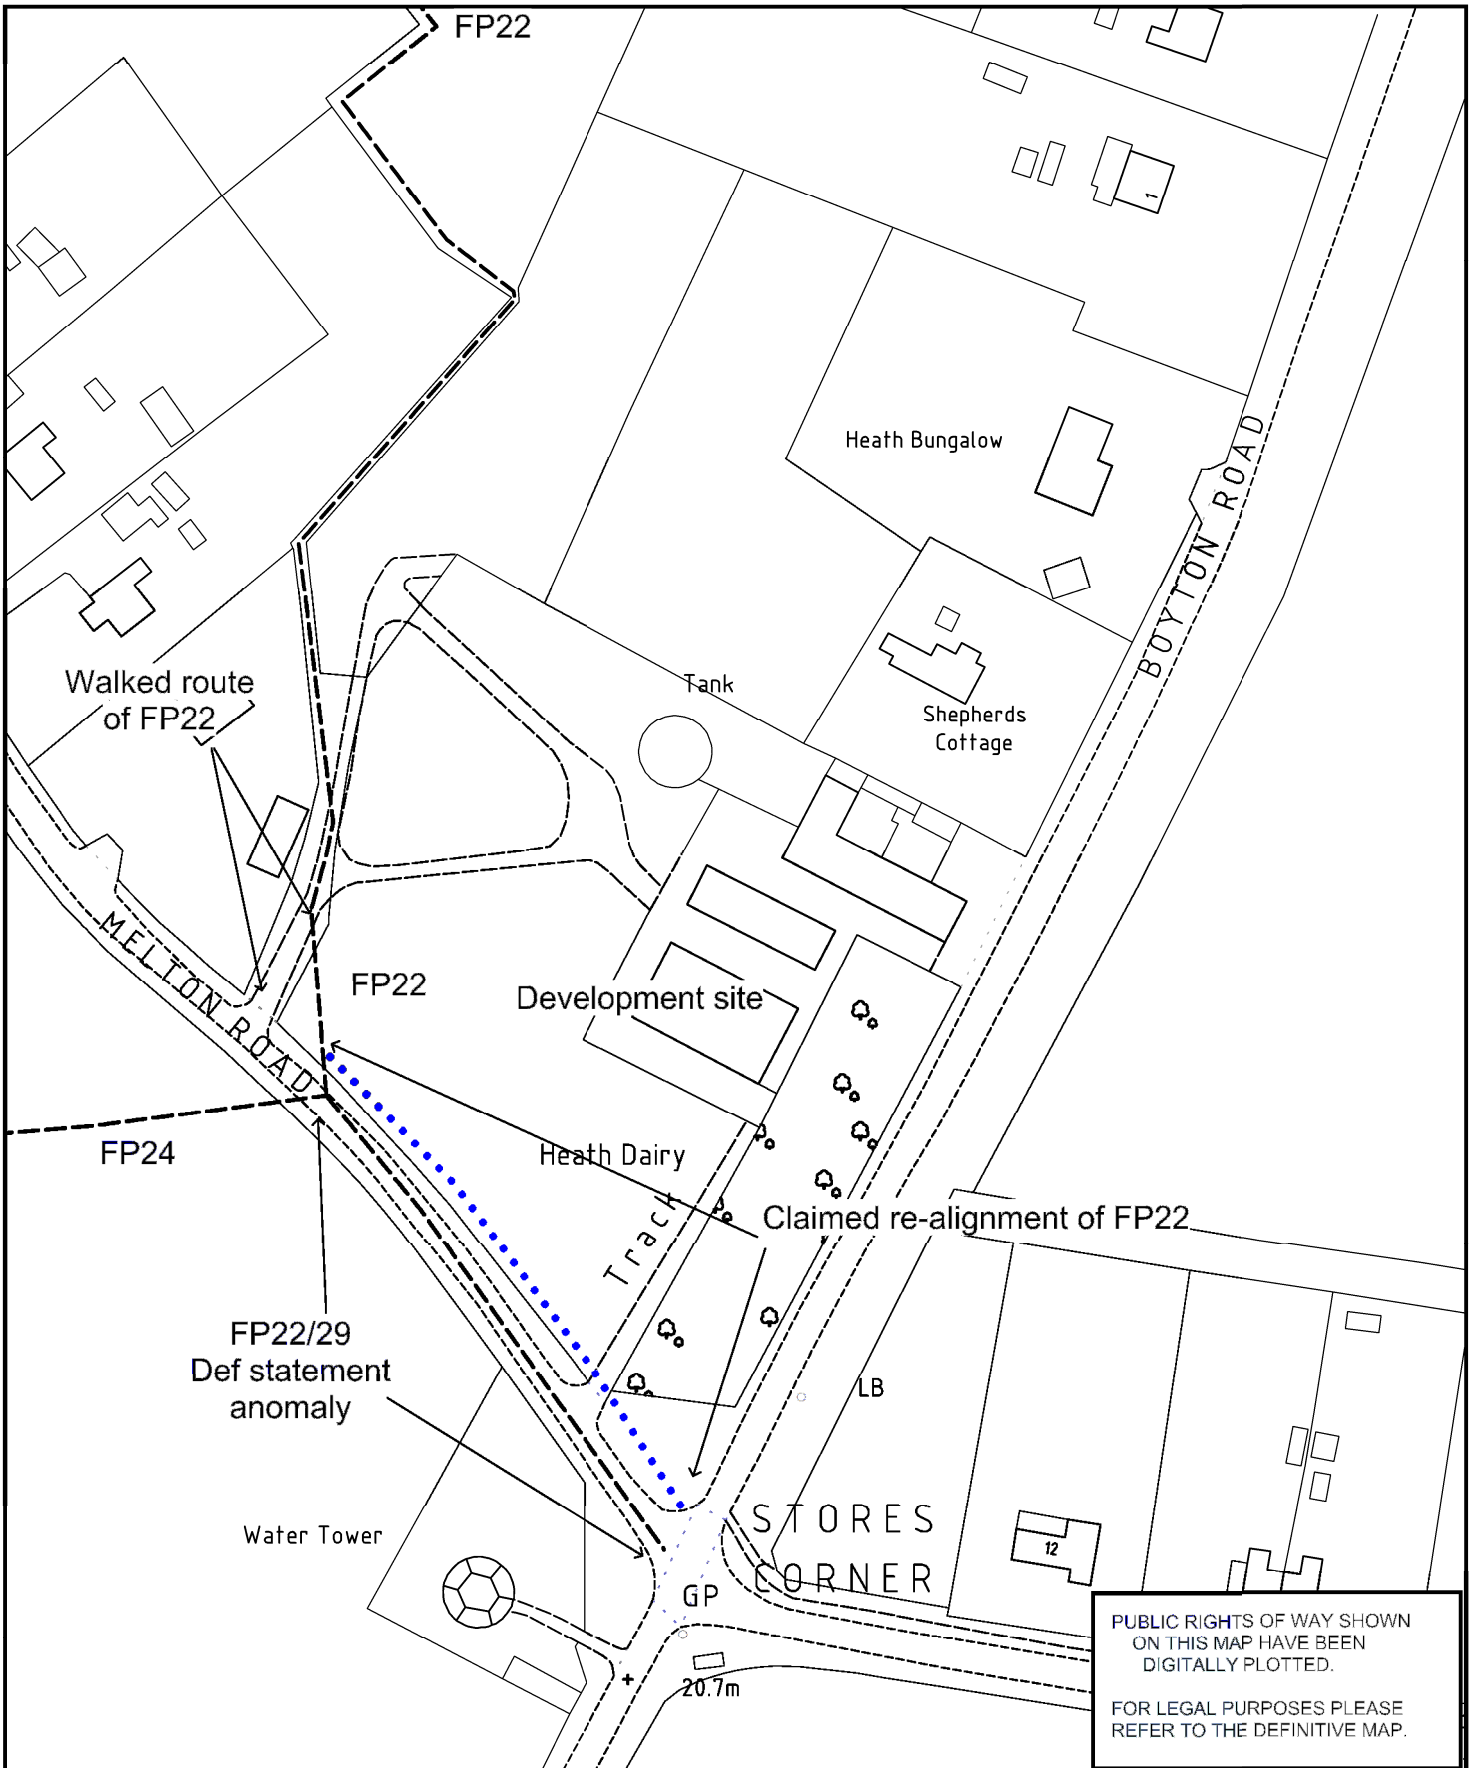 FP22
1
Heath Bungalow
BOYTON ROAD
Walked route
of FP22
Tank
Shepherds
Cottage
MELTON ROAD
FP22
Development site
FP24
Heath Dairy
Track
Claimed re-alignment of FP22
FP22/29
Def statement
anomaly
LB
Water Tower
STORES
CORNER
12
GP
20.7m
PUBLIC RIGHTS OF WAY SHOWN
ON THIS MAP HAVE BEEN
DIGITALLY PLOTTED.
FOR LEGAL PURPOSES PLEASE
REFER TO THE DEFINITIVE MAP.